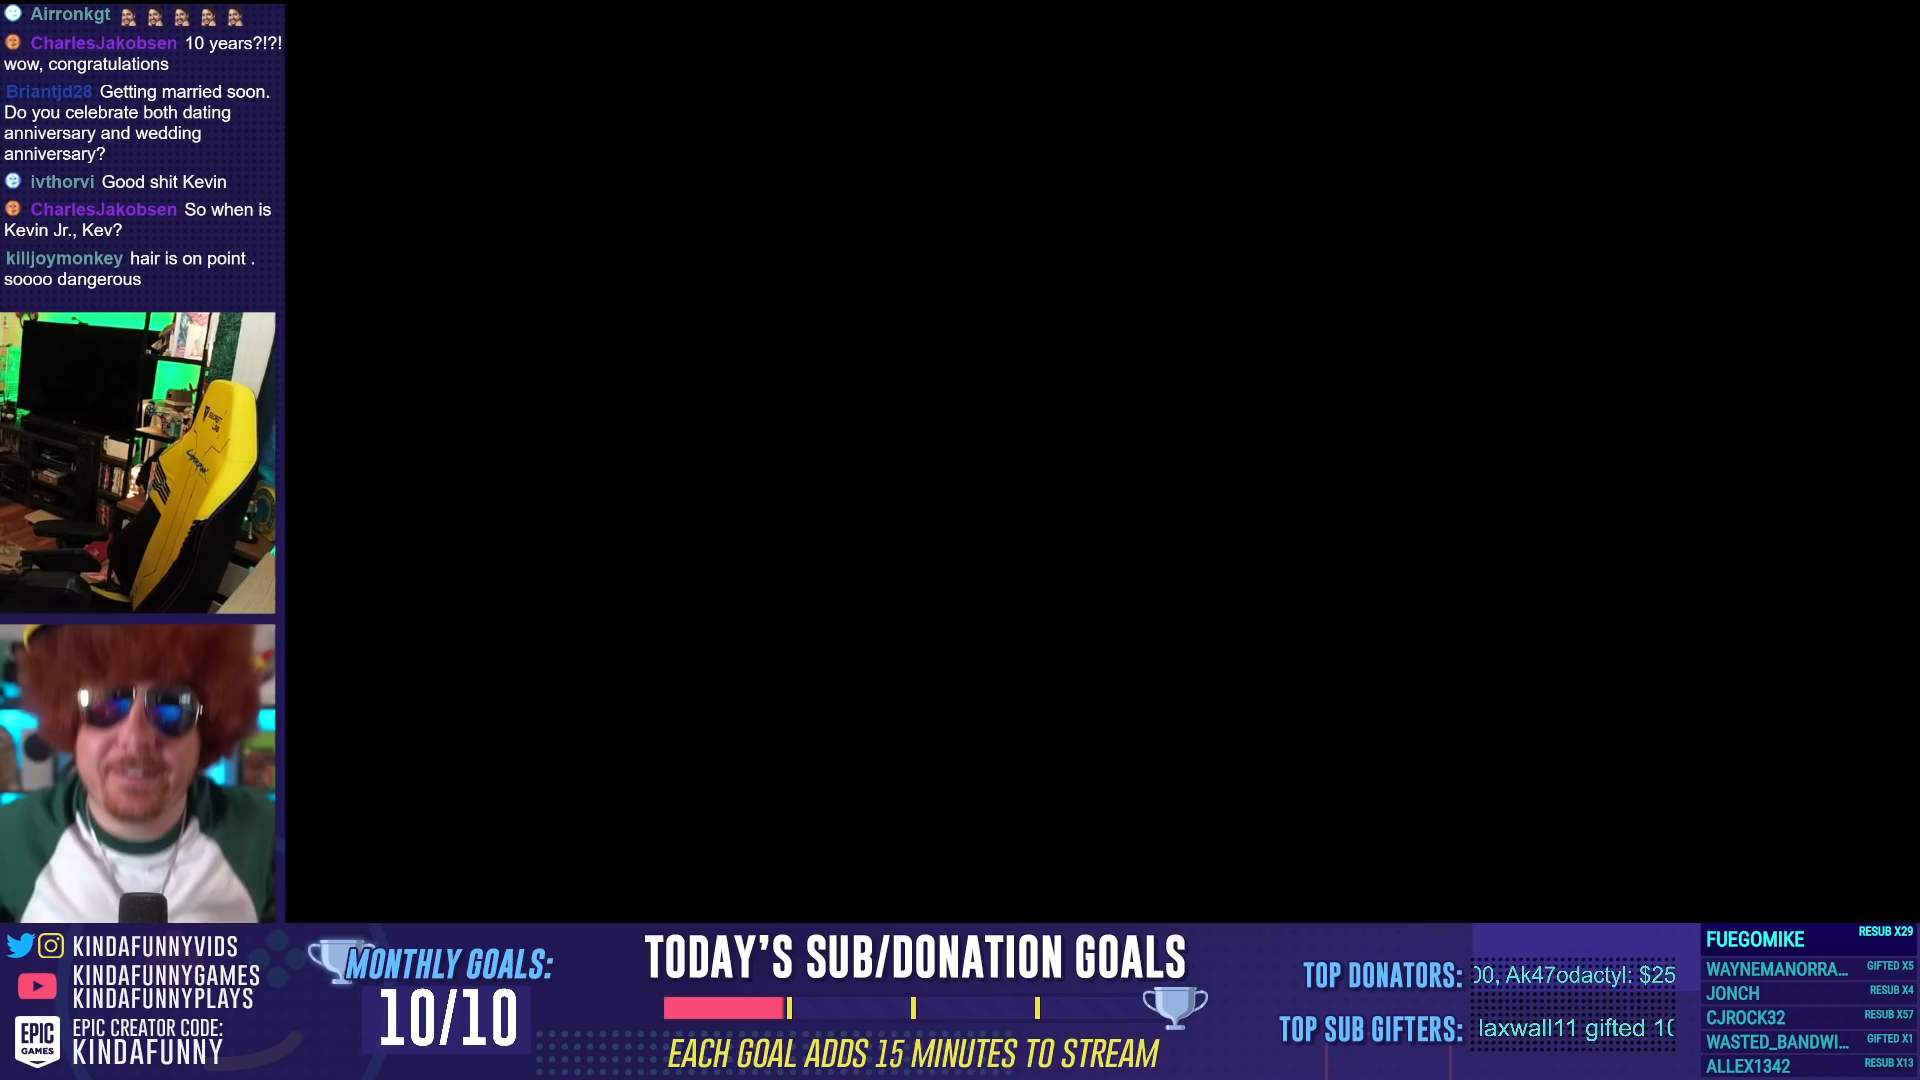 Airronkgt
CharlesJakobsen 10 years?!?!
wow, congratulations
Briantjd28 Getting married soon.
Do you celebrate both dating
anniversary and wedding
anniversary?
ivthorvi Good shit Kevin
CharlesJakobsen So when is
Kevin Jr., Kev?
killjoymonkey hair is on point .
soooo dangerous
KINDAFUNNYVIDS
KINDAFUNNYGAMES
KINDAFUNNYPLAYS
EPIC GAMES
EPIC CREATOR CODE:
KINDAFUNNY
MONTHLY GOALS:
10/10
TODAY'S SUB/DONATION GOALS
EACH GOAL ADDS 15 MINUTES TO STREAM
TOP DONATORS: 00, Ak47odactyl: $25
TOP SUB GIFTERS: laxwall11 gifted 10
FUEGOMIKE RESUB X29
WAYNEMANORRA... GIFTED X5
JONCH RESUB X4
CJROCK32 RESUB X57
WASTED_BANDWI... GIFTED X1
ALLEX1342 RESUB X13